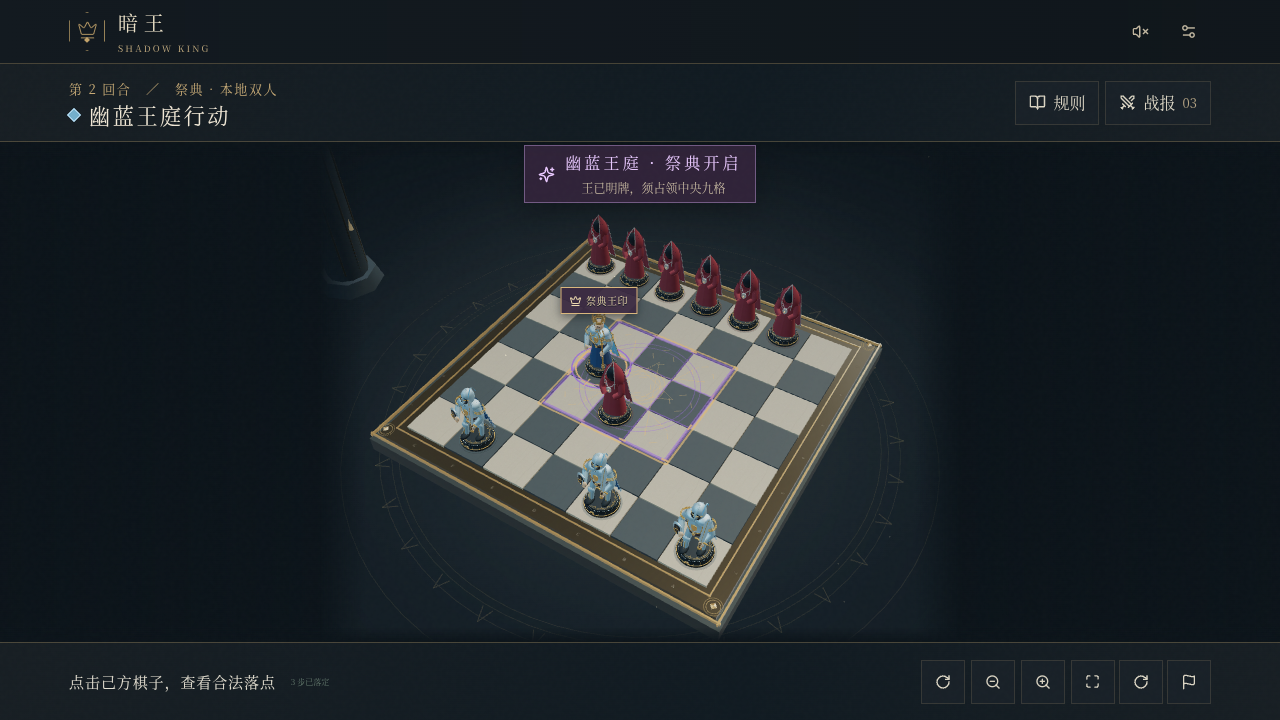 暗王
SHADOW KING
第 2 回合 ／ 祭典 · 本地双人
幽蓝王庭行动
规则
战报 03
幽蓝王庭 · 祭典开启
王已明牌，须占领中央九格
祭典王印
点击己方棋子，查看合法落点
3 步已落定